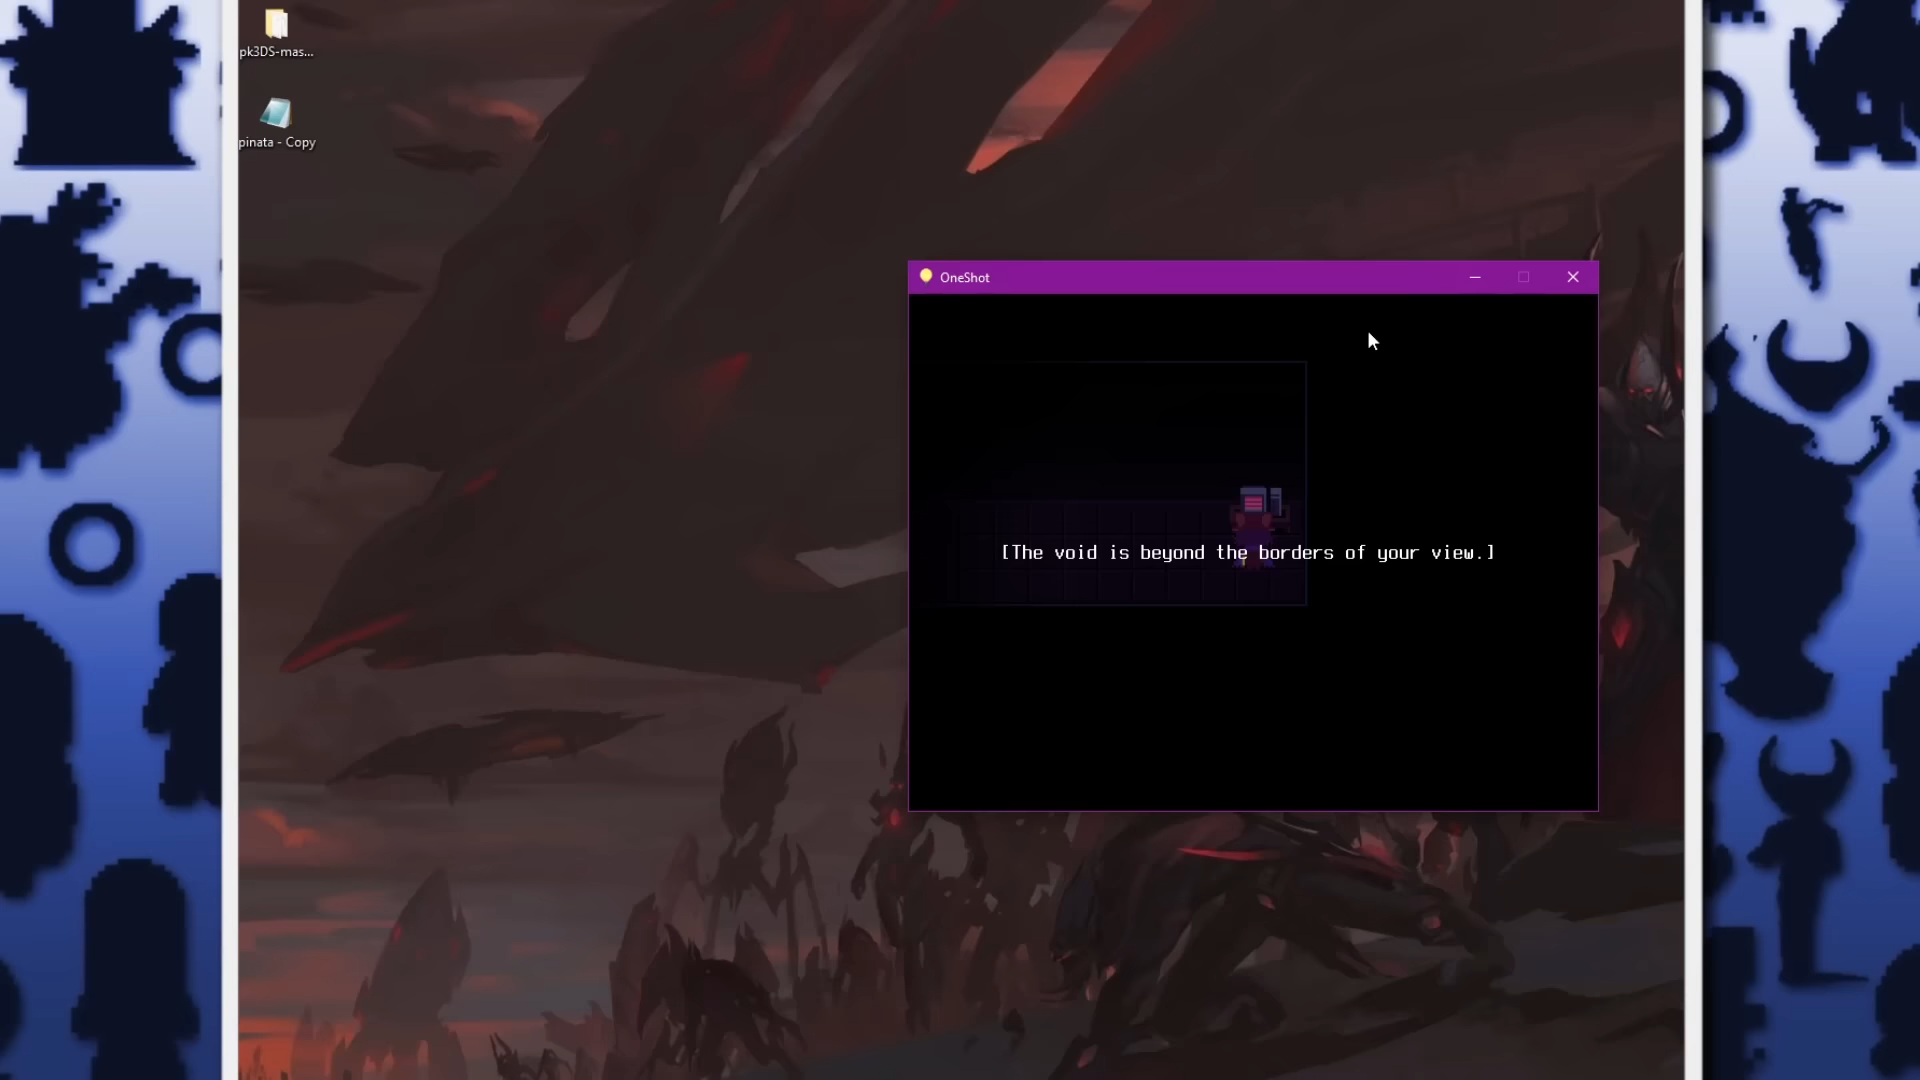 pk3DS-mas...
pinata - Copy
OneShot
[The void is beyond the borders of your view.]